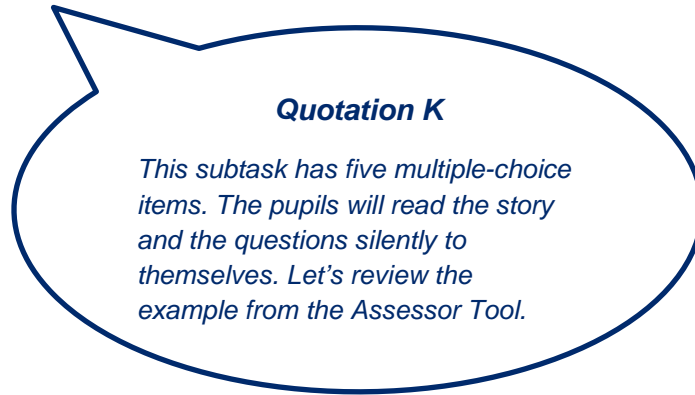 Quotation K
This subtask has five multiple-choice
items. The pupils will read the story
and the questions silently to
themselves. Let’s review the
example from the Assessor Tool.